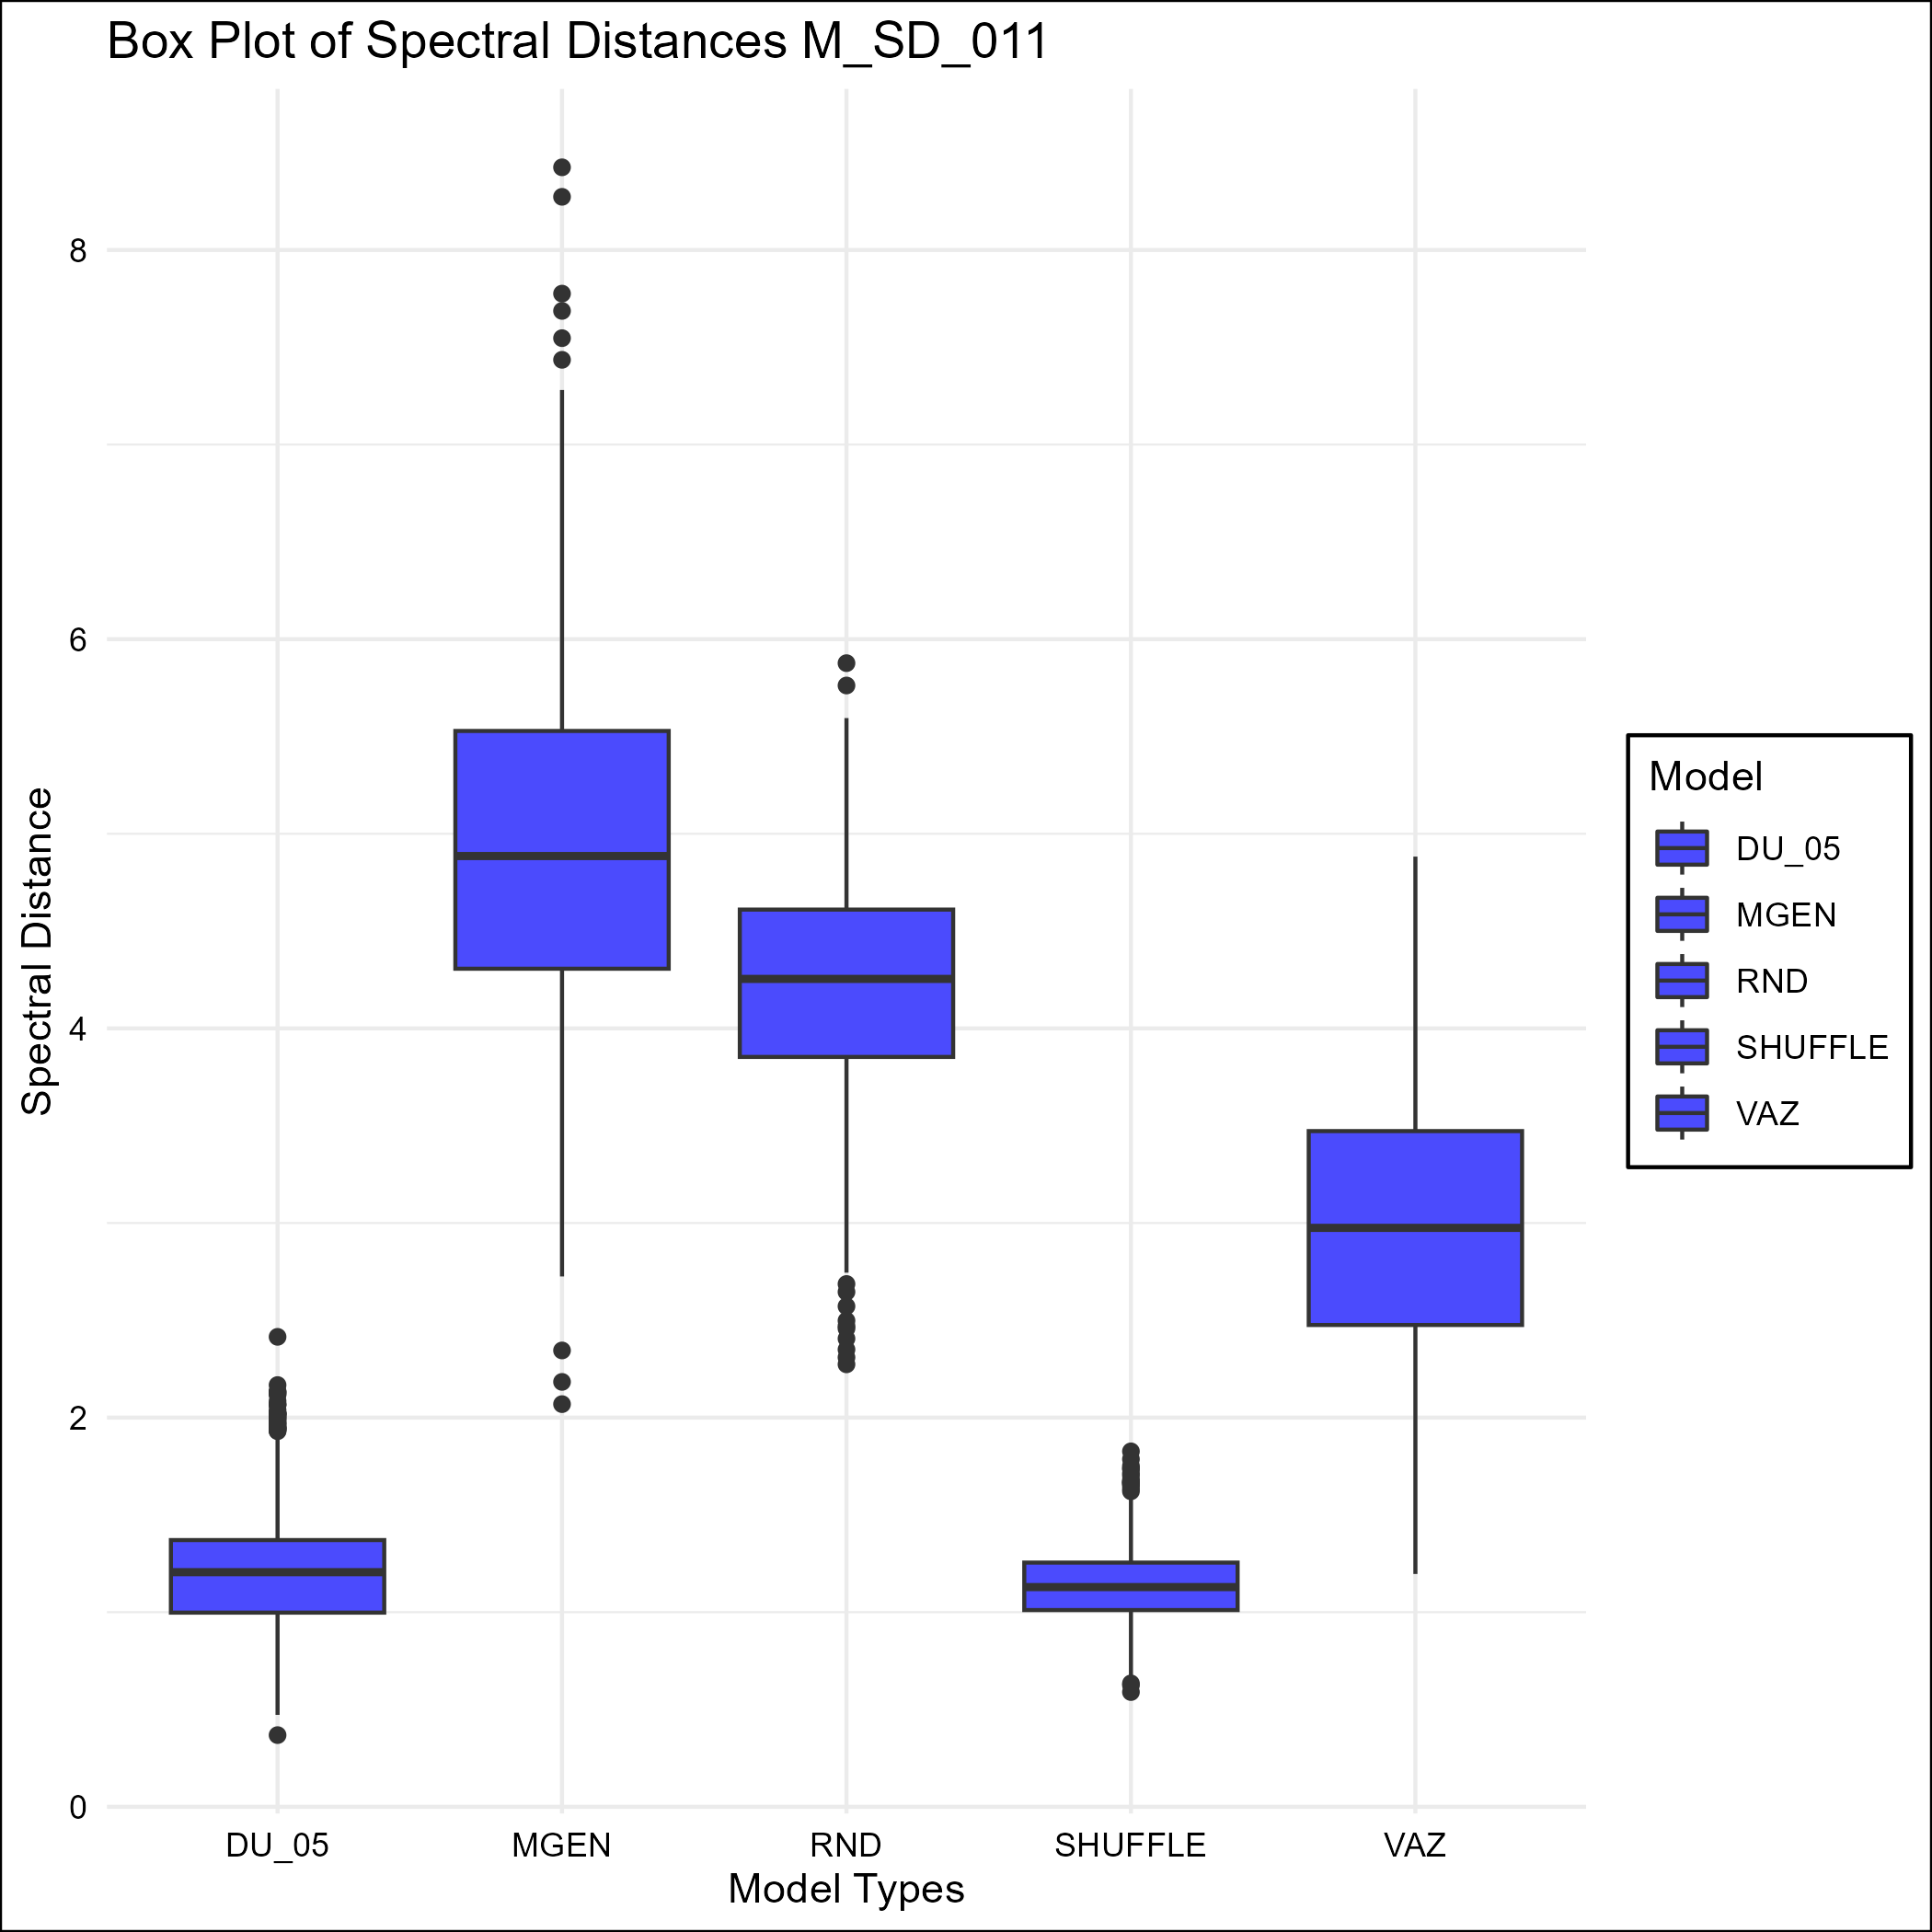 Box Plot of Spectral Distances M_SD_011
Spectral Distance
8
6
4
2
0
DU_05
MGEN
RND
SHUFFLE
VAZ
Model Types
Model
DU_05
MGEN
RND
SHUFFLE
VAZ